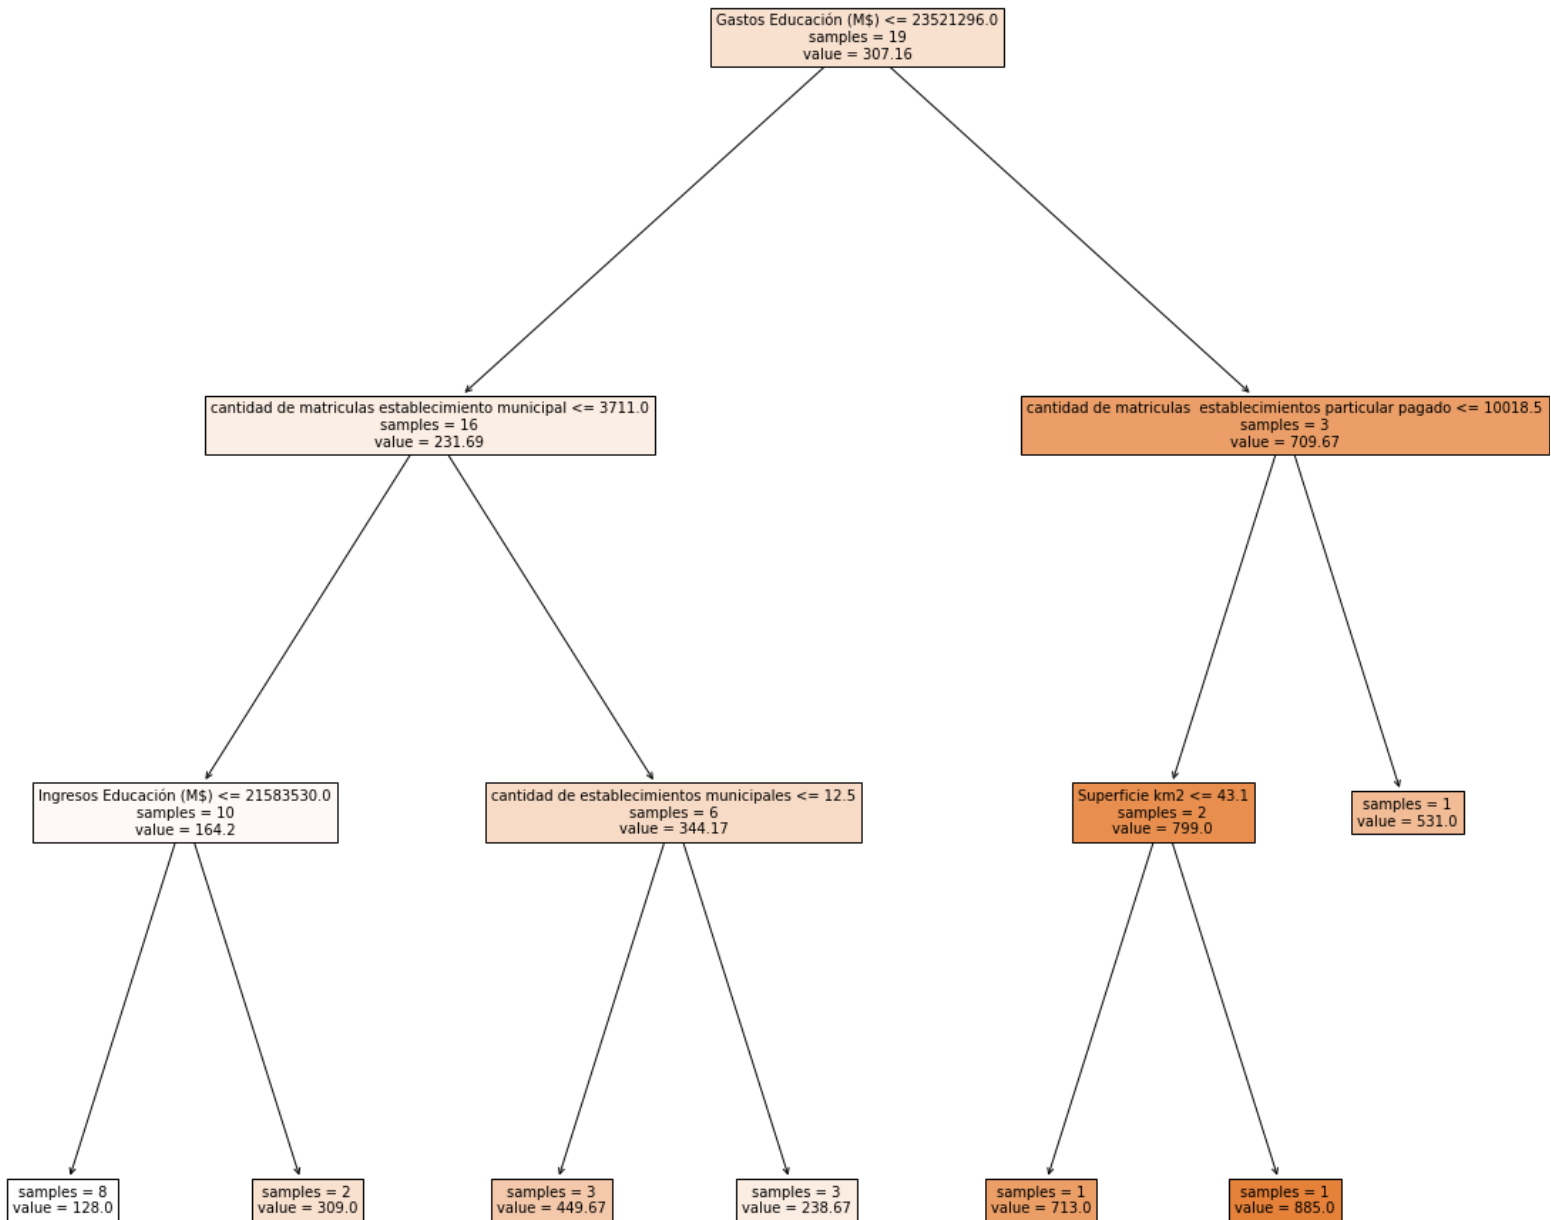 Gastos Educación (M$) <= 23521296.0
samples = 19
value = 307.16
cantidad de matriculas establecimiento municipal <= 3711.0
samples = 16
value = 231.69
cantidad de matriculas  establecimientos particular pagado <= 10018.5
samples = 3
value = 709.67
Ingresos Educación (M$) <= 21583530.0
samples = 10
value = 164.2
cantidad de establecimientos municipales <= 12.5
samples = 6
value = 344.17
Superficie km2 <= 43.1
samples = 2
value = 799.0
samples = 1
value = 531.0
samples = 8
value = 128.0
samples = 2
value = 309.0
samples = 3
value = 449.67
samples = 3
value = 238.67
samples = 1
value = 713.0
samples = 1
value = 885.0